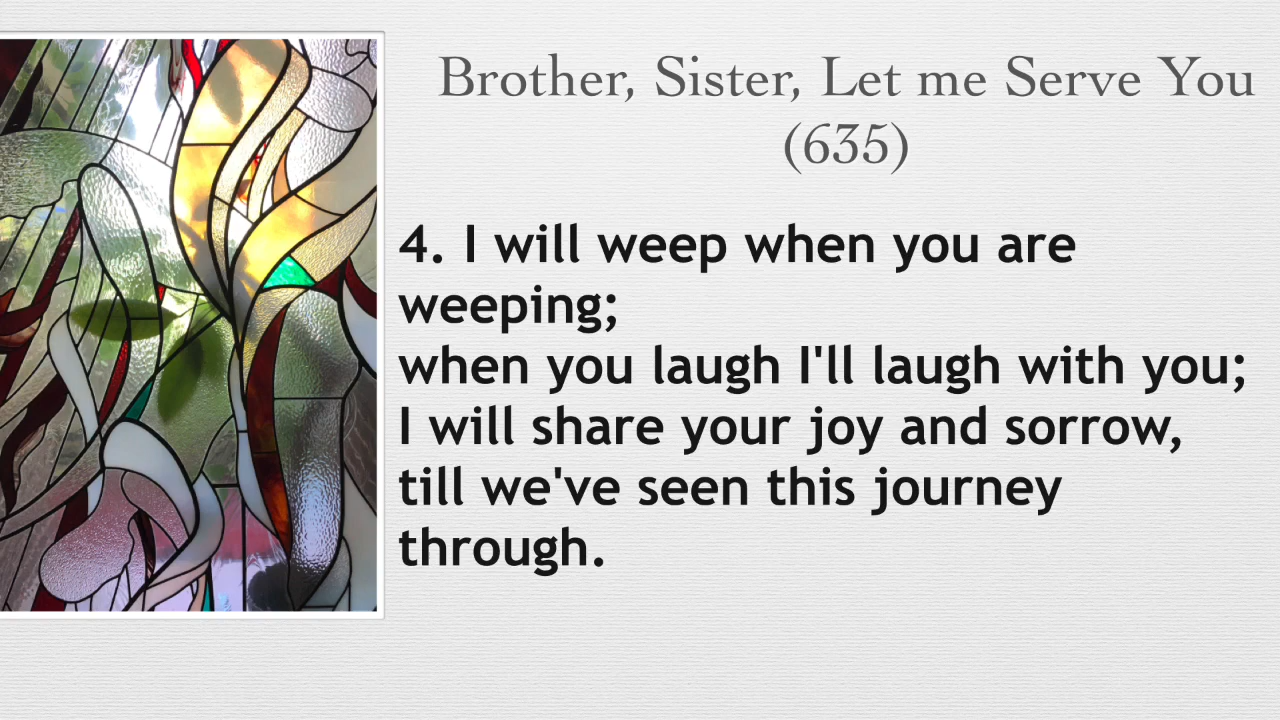 Brother, Sister, Let me Serve You
(635)
4. I will weep when you are
weeping;
when you laugh I'll laugh with you;
I will share your joy and sorrow,
till we've seen this journey
through.